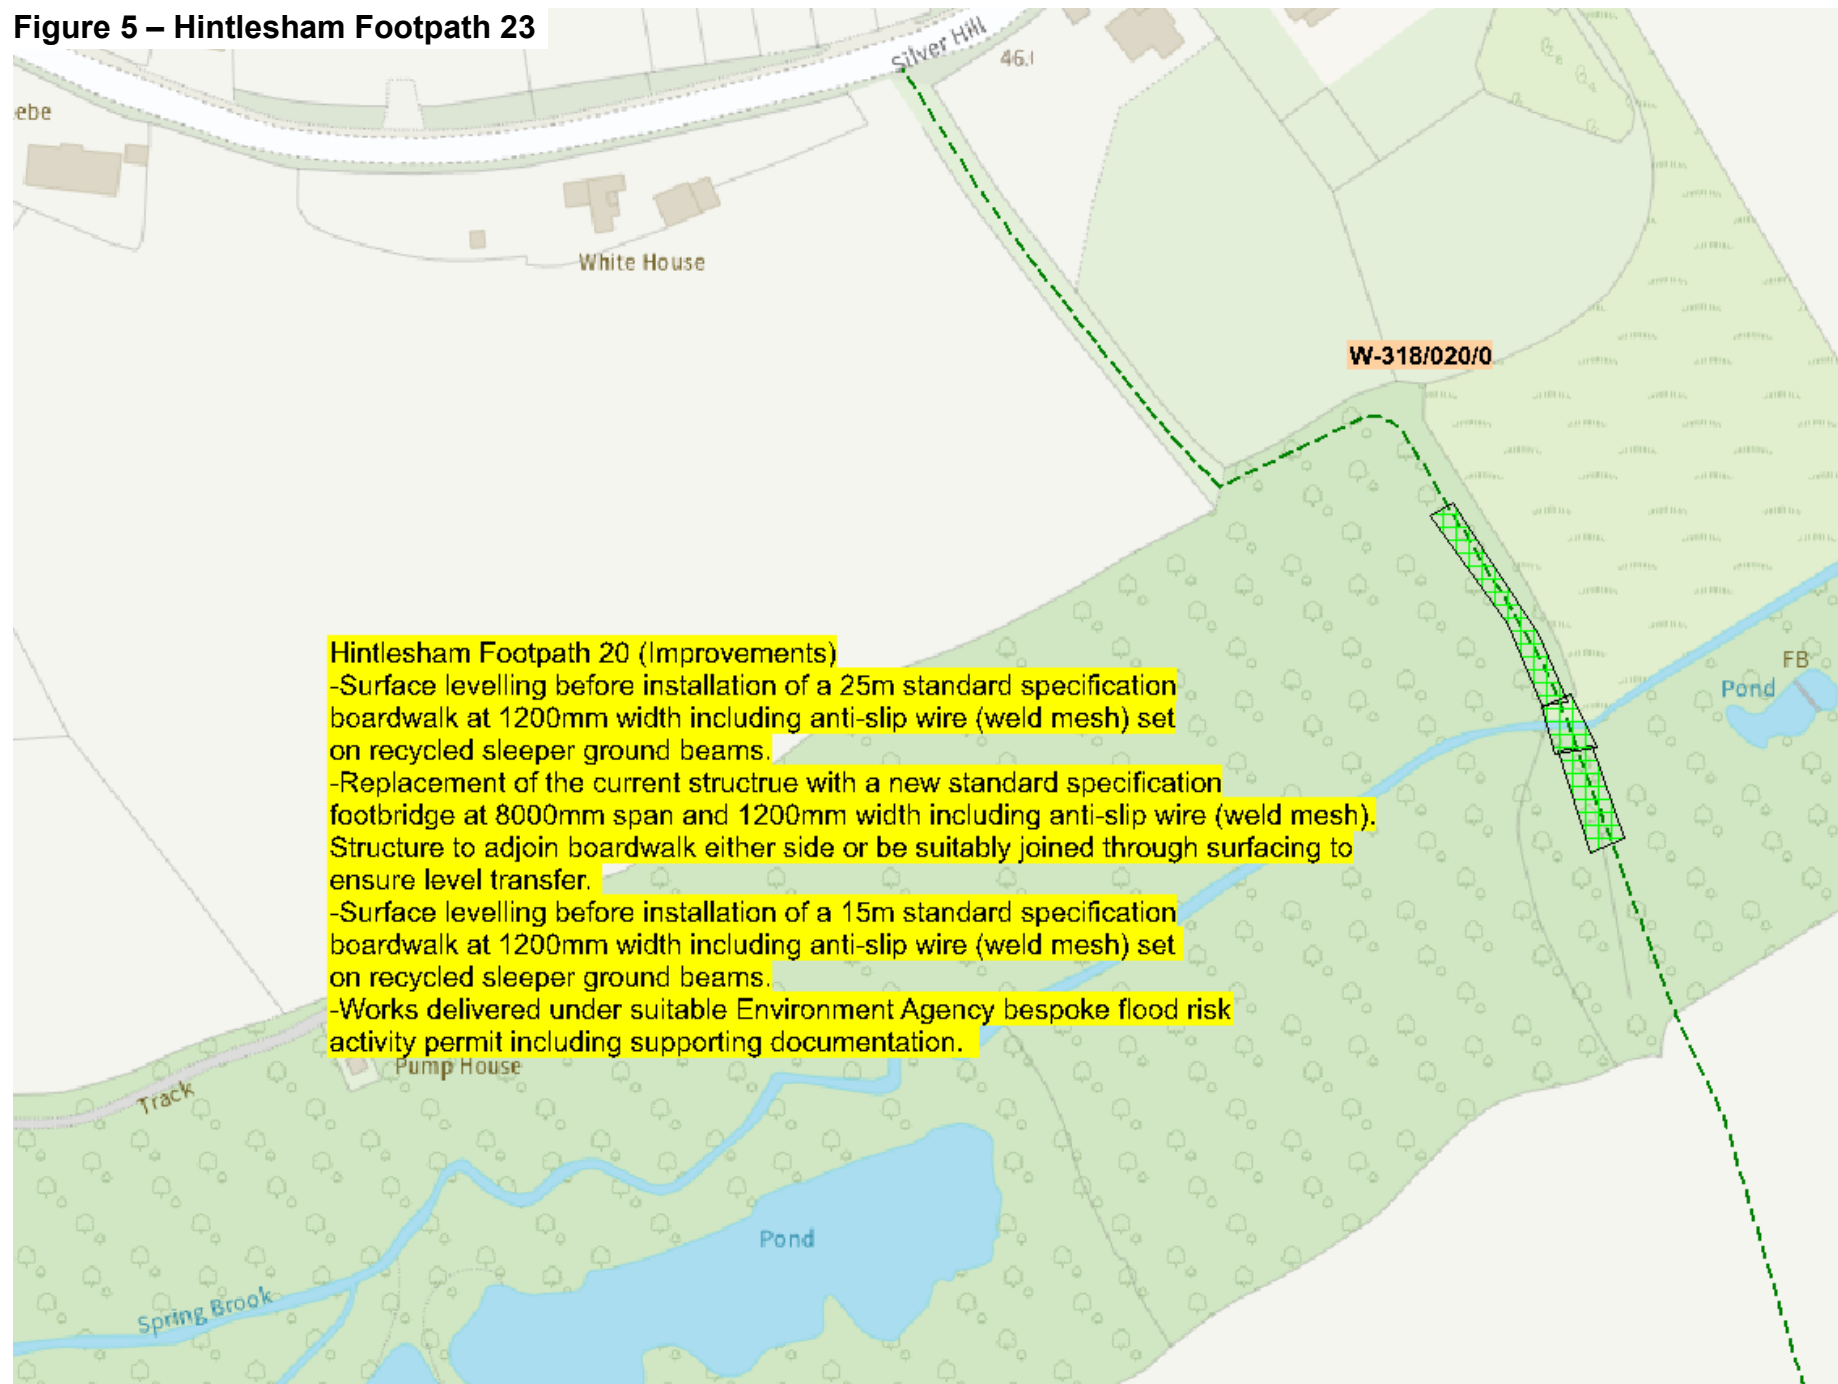 Figure 5 – Hintlesham Footpath 23
Silver Hill
46.
ebe
White House
W-318/020/0
Hintlesham Footpath 20 (Improvements)
-Surface levelling before installation of a 25m standard specification
boardwalk at 1200mm width including anti-slip wire (weld mesh) set
on recycled sleeper ground beams.
-Replacement of the current structrue with a new standard specification
footbridge at 8000mm span and 1200mm width including anti-slip wire (weld mesh).
Structure to adjoin boardwalk either side or be suitably joined through surfacing to
ensure level transfer.
-Surface levelling before installation of a 15m standard specification
boardwalk at 1200mm width including anti-slip wire (weld mesh) set
on recycled sleeper ground beams.
-Works delivered under suitable Environment Agency bespoke flood risk
activity permit including supporting documentation.
FB
Pond
Pump House
Track
Pond
Spring Brook